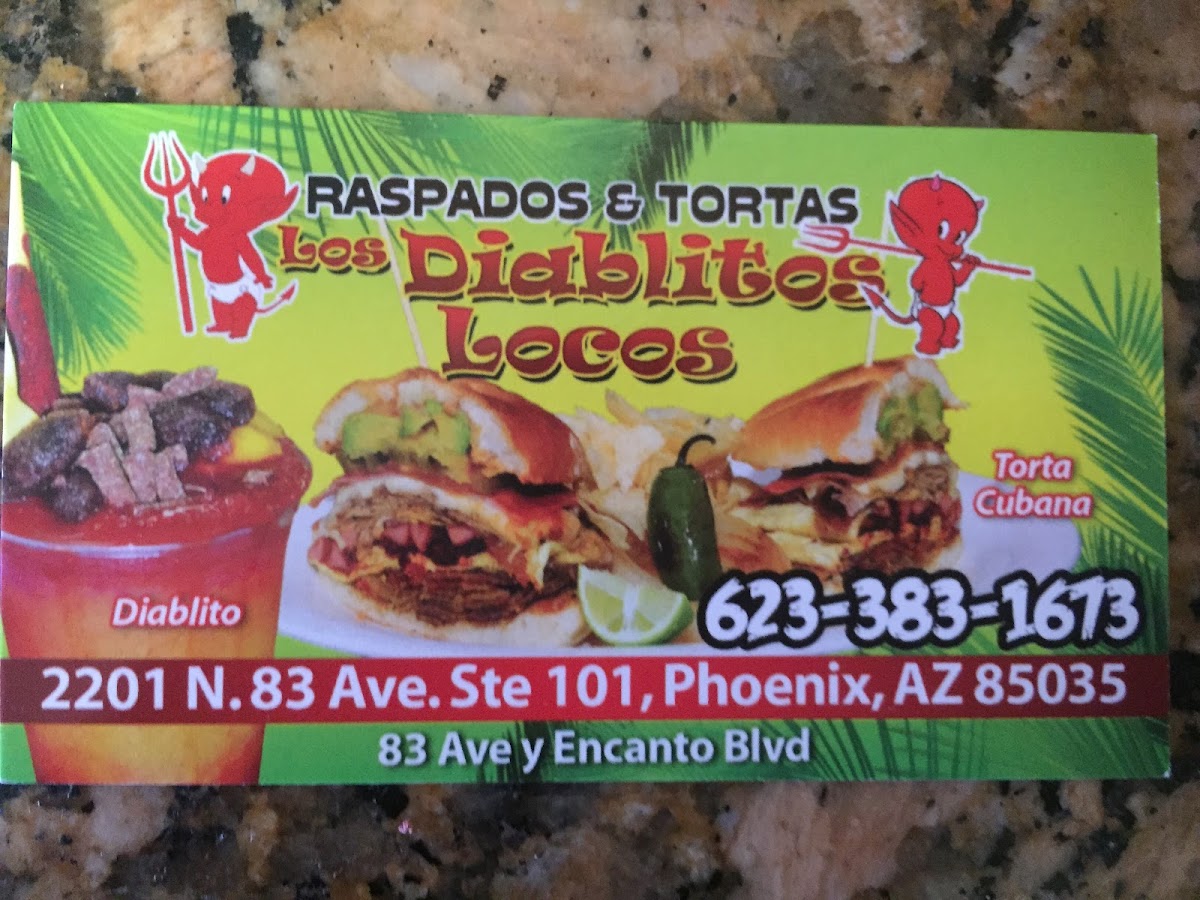 RASPADOS & TORTAS
Los Diablitos
Locos
Torta
Cubana
Diablito
623-383-1673
2201 N. 83 Ave. Ste 101, Phoenix, AZ 85035
83 Ave y Encanto Blvd